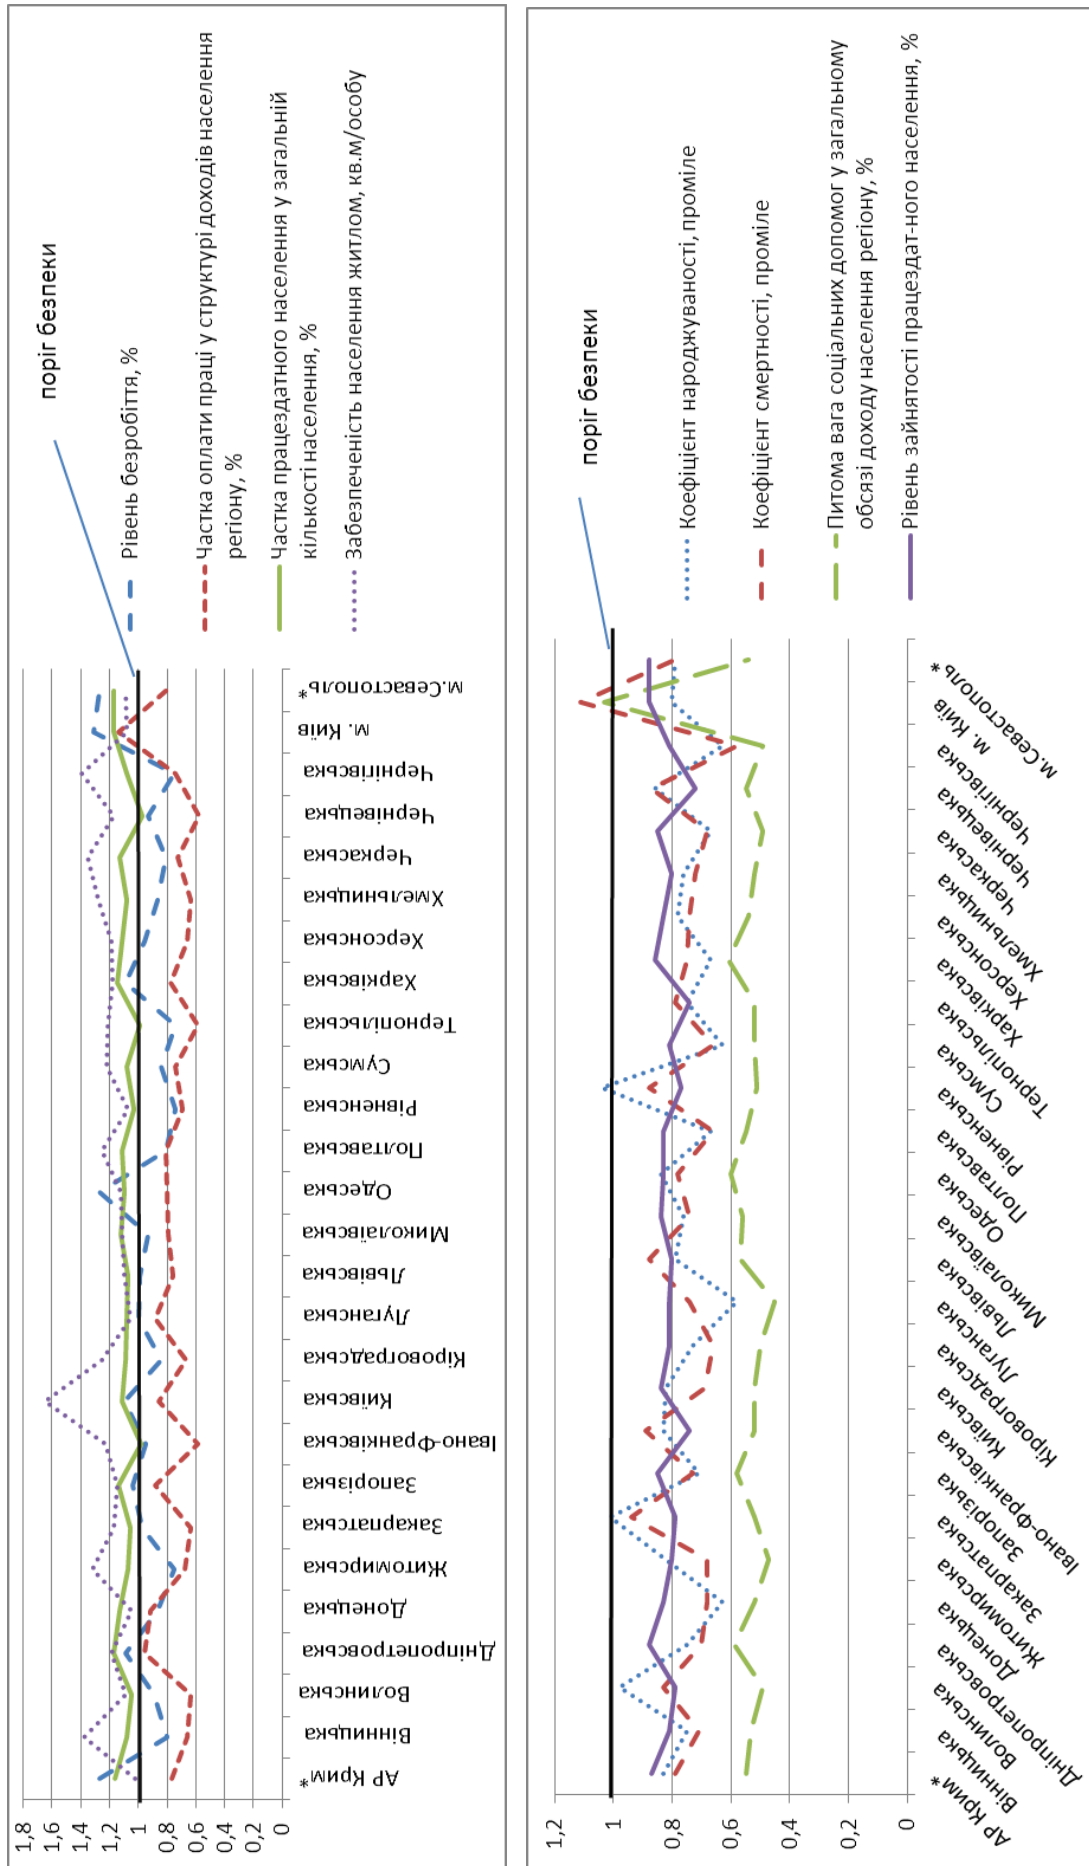 1,8
1,6
1,4
1,2
1
0,8
0,6
0,4
0,2
0
АР Крим*
Вінницька
Волинська
Дніпропетровська
Донецька
Житомирська
Закарпатська
Запорізька
Івано-Франківська
Київська
Кіровоградська
Луганська
Львівська
Миколаївська
Одеська
Полтавська
Рівненська
Сумська
Тернопільська
Харківська
Херсонська
Хмельницька
Черкаська
Чернівецька
Чернігівська
м. Київ
м.Севастополь*
поріг безпеки
Рівень безробіття, %
Частка оплати праці у структурі доходів населення
регіону, %
Частка працездатного населення у загальній
кількості населення, %
Забезпеченість населення житлом, кв.м/особу
1,2
1
0,8
0,6
0,4
0,2
0
АР Крим*
Вінницька
Волинська
Дніпропетровська
Донецька
Житомирська
Закарпатська
Запорізька
Івано-Франківська
Київська
Кіровоградська
Луганська
Львівська
Миколаївська
Одеська
Полтавська
Рівненська
Сумська
Тернопільська
Харківська
Херсонська
Хмельницька
Черкаська
Чернівецька
Чернігівська
м. Київ
м.Севастополь*
поріг безпеки
Коефіцієнт народжуваності, проміле
Коефіцієнт смертності, проміле
Питома вага соціальних допомог у загальному
обсязі доходу населення регіону, %
Рівень зайнятості працездат-ного населення, %